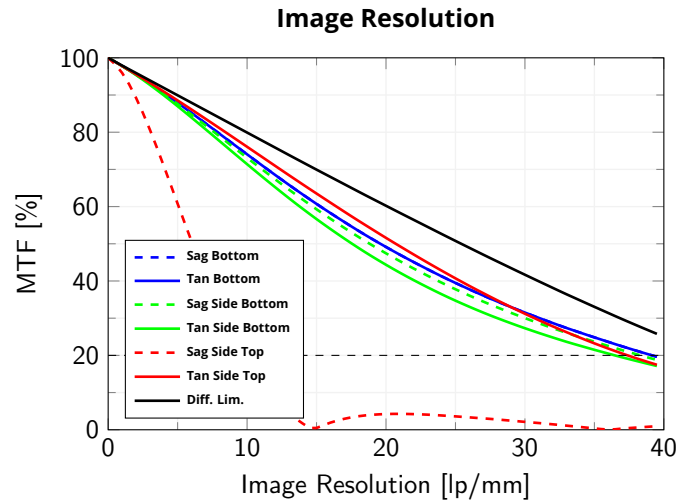 Image Resolution
100
80
60
40
20
0
MTF [%]
Sag Bottom
Tan Bottom
Sag Side Bottom
Tan Side Bottom
Sag Side Top
Tan Side Top
Diff. Lim.
0 10 20 30 40
Image Resolution [lp/mm]